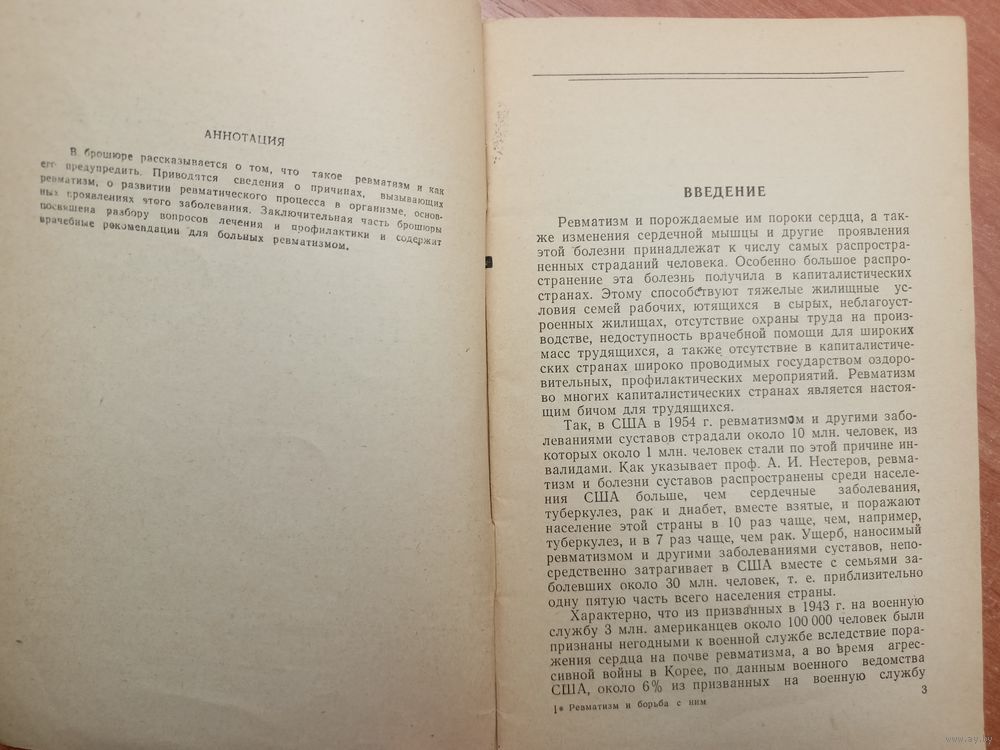 АННОТАЦИЯ
В брошюре рассказывается о том, что такое ревматизм и как
его предупредить. Приводятся сведения о причинах, вызывающих
ревматизм, о развитии ревматического процесса в организме, основ-
ных проявлениях этого заболевания. Заключительная часть брошюры
посвящена разбору вопросов лечения и профилактики и содержат
врачебные рекомендации для больных ревматизмом.
ВВЕДЕНИЕ
Ревматизм и порождаемые им пороки сердца, а так-
же изменения сердечной мышцы и другие проявления
этой болезни принадлежат к числу самых распростра-
ненных страданий человека. Особенно большое распро-
странение эта болезнь получила в капиталистических
странах. Этому способствуют тяжелые жилищные ус-
ловия семей рабочих, ютящихся в сырых, неблагоуст-
роенных жилищах, отсутствие охраны труда на произ-
водстве, недоступность врачебной помощи для широких
масс трудящихся, а также отсутствие в капиталистиче-
ских странах широко проводимых государством оздоро-
вительных, профилактических мероприятий. Ревматизм
во многих капиталистических странах является настоя-
щим бичом для трудящихся.
Так, в США в 1954 г. ревматизмом и другими забо-
леваниями суставов страдали около 10 млн. человек, из
которых около 1 млн. человек стали по этой причине ин-
валидами. Как указывает проф. А. И. Нестеров, ревма-
тизм и болезни суставов распространены среди населе-
ния США больше, чем сердечные заболевания,
туберкулез, рак и диабет, вместе взятые, и поражают
население этой страны в 10 раз чаще, чем, например,
туберкулез, и в 7 раз чаще, чем рак. Ущерб, наносимый
ревматизмом и другими заболеваниями суставов, непо-
средственно затрагивает в США вместе с семьями за-
болевших около 30 млн. человек, т. е. приблизительно
одну пятую часть всего населения страны.
Характерно, что из призванных в 1943 г. на военную
службу 3 млн. американцев около 100 000 человек были
признаны негодными к военной службе вследствие пора-
жения сердца на почве ревматизма, а во время агрес-
сивной войны в Корее, по данным военного ведомства
США, около 6% из призванных на военную службу
1* Ревматизм и борьба с ним
3
www.ay.by